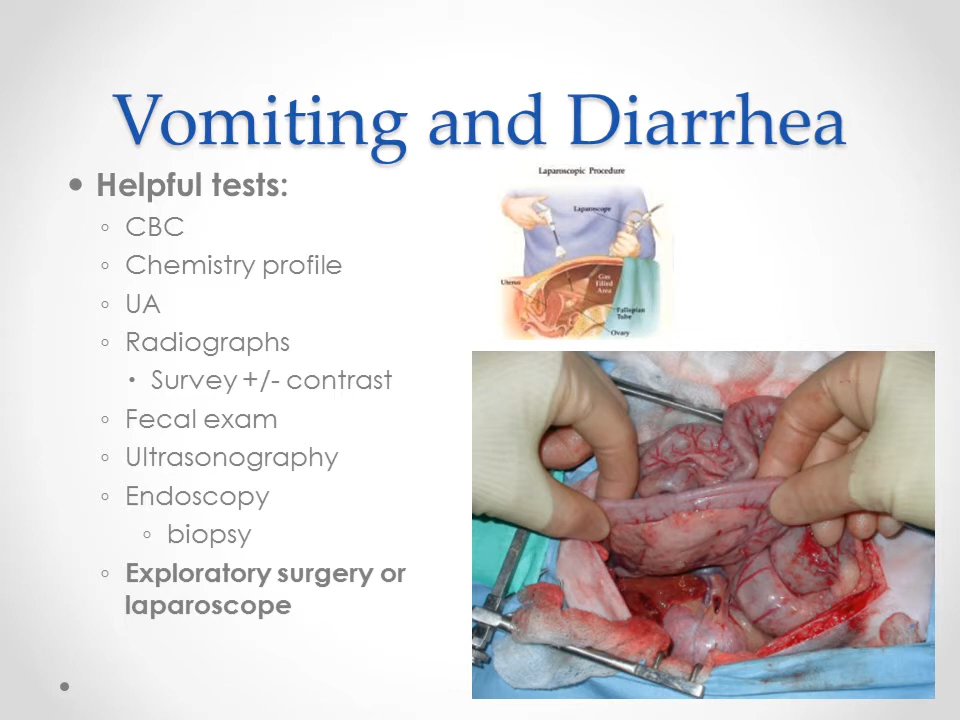 Vomiting and Diarrhea
• Helpful tests:
◦ CBC
◦ Chemistry profile
◦ UA
◦ Radiographs
▪ Survey +/- contrast
◦ Fecal exam
◦ Ultrasonography
◦ Endoscopy
◦ biopsy
◦ Exploratory surgery or
laparoscope
Laparoscopic Procedure
Laparoscope
Gas
Filled
Area
Uterus
Fallopian
Tube
Ovary
•